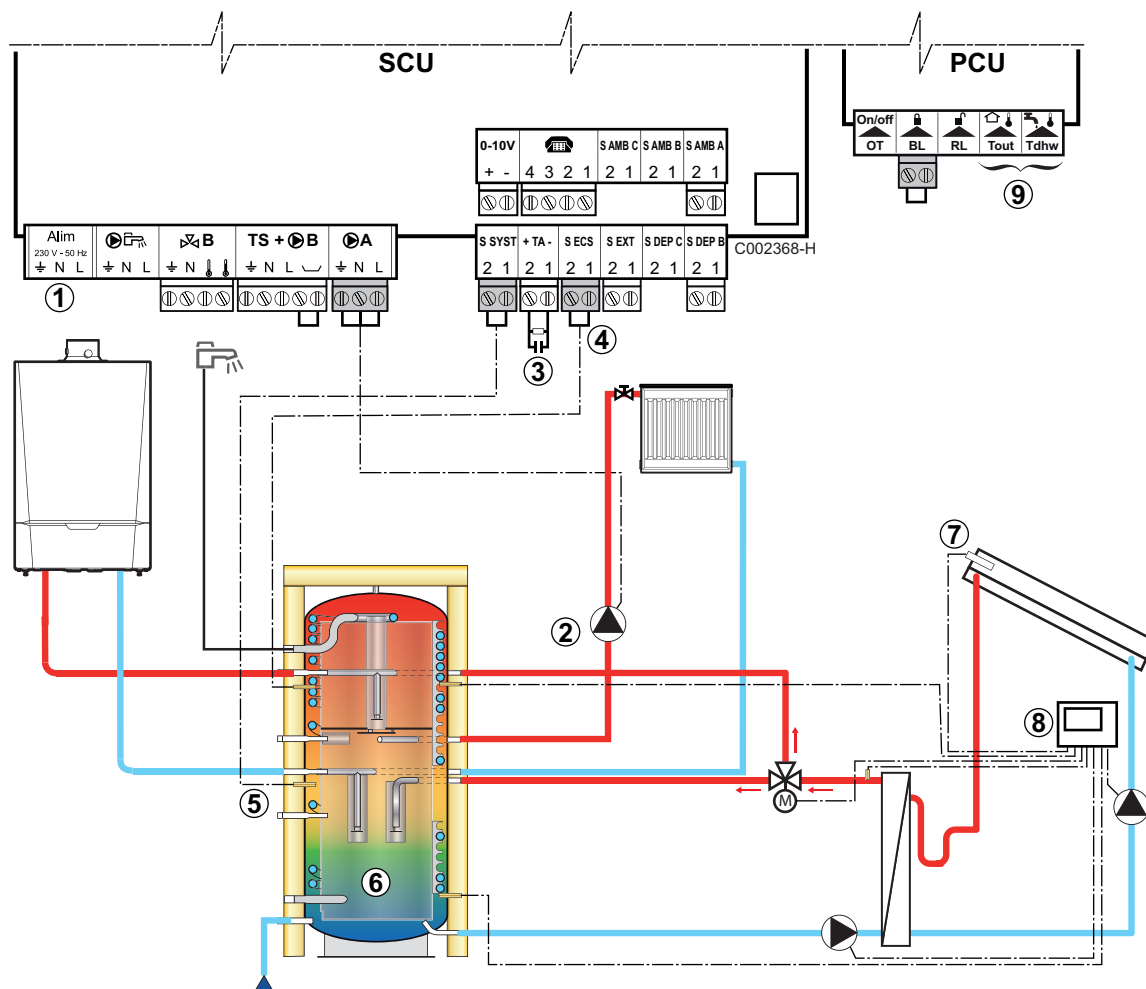 SCU PCU
On/off
OT BL RL Tout Tdhw
9
0-10V S AMB C S AMB B S AMB A
+ - 4 3 2 1 2 1 2 1 2 1
Alim
230 V - 50 Hz
B TS + B A
⏚ N L ⏚ N L ⏚ N ⏚ N L ⏚ N L
S SYST + TA - S ECS S EXT S DEP C S DEP B
2 1 2 1 2 1 2 1 2 1 2 1
C002368-H
1
4
3
7
2
8
5
M
6